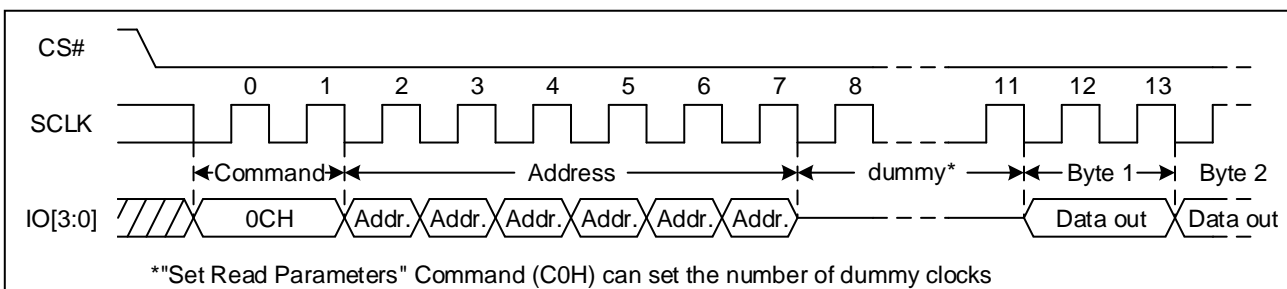 CS#
0 1 2 3 4 5 6 7 8 11 12 13
SCLK
Command Address dummy* Byte 1 Byte 2
IO[3:0] 0CH Addr. Addr. Addr. Addr. Addr. Addr. Data out Data out
*"Set Read Parameters" Command (C0H) can set the number of dummy clocks